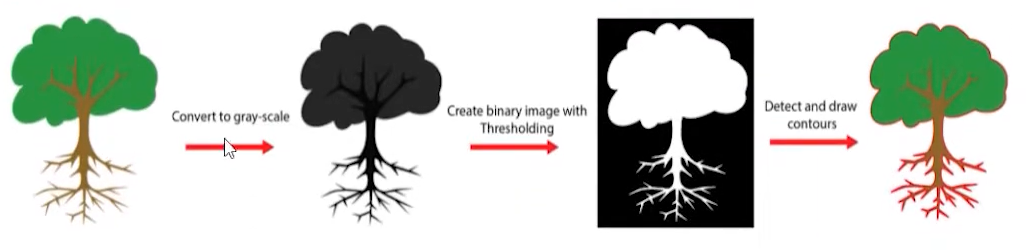 Convert to gray-scale
Create binary image with
Thresholding
Detect and draw
contours